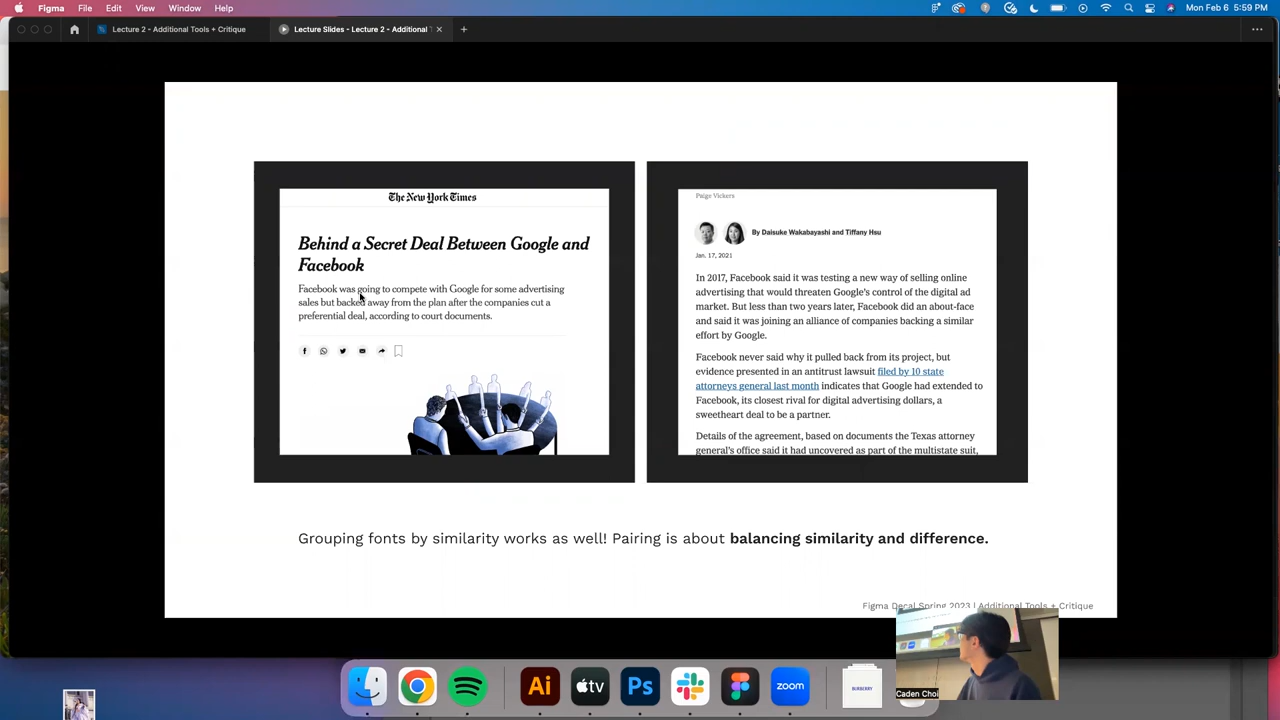 Figma File Edit View Window Help
Mon Feb 6 5:59 PM
Lecture 2 - Additional Tools + Critique
Lecture Slides - Lecture 2 - Additional
The New York Times
Behind a Secret Deal Between Google and
Facebook
Facebook was going to compete with Google for some advertising
sales but backed away from the plan after the companies cut a
preferential deal, according to court documents.
Paige Vickers
By Daisuke Wakabayashi and Tiffany Hsu
Jan. 17, 2021
In 2017, Facebook said it was testing a new way of selling online
advertising that would threaten Google's control of the digital ad
market. But less than two years later, Facebook did an about-face
and said it was joining an alliance of companies backing a similar
effort by Google.
Facebook never said why it pulled back from its project, but
evidence presented in an antitrust lawsuit filed by 10 state
attorneys general last month indicates that Google had extended to
Facebook, its closest rival for digital advertising dollars, a
sweetheart deal to be a partner.
Details of the agreement, based on documents the Texas attorney
general's office said it had uncovered as part of the multistate suit,
Grouping fonts by similarity works as well! Pairing is about balancing similarity and difference.
Figma Decal Spring 2023 | Additional Tools + Critique
Caden Choi
Ai
tv
Ps
zoom
BURBERRY